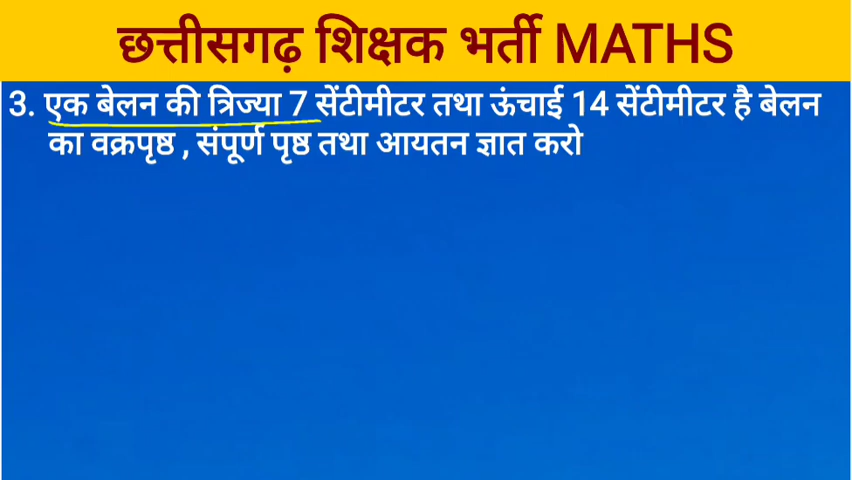 छत्तीसगढ़ शिक्षक भर्ती MATHS
3. एक बेलन की त्रिज्या 7 सेंटीमीटर तथा ऊंचाई 14 सेंटीमीटर है बेलन
का वक्रपृष्ठ , संपूर्ण पृष्ठ तथा आयतन ज्ञात करो